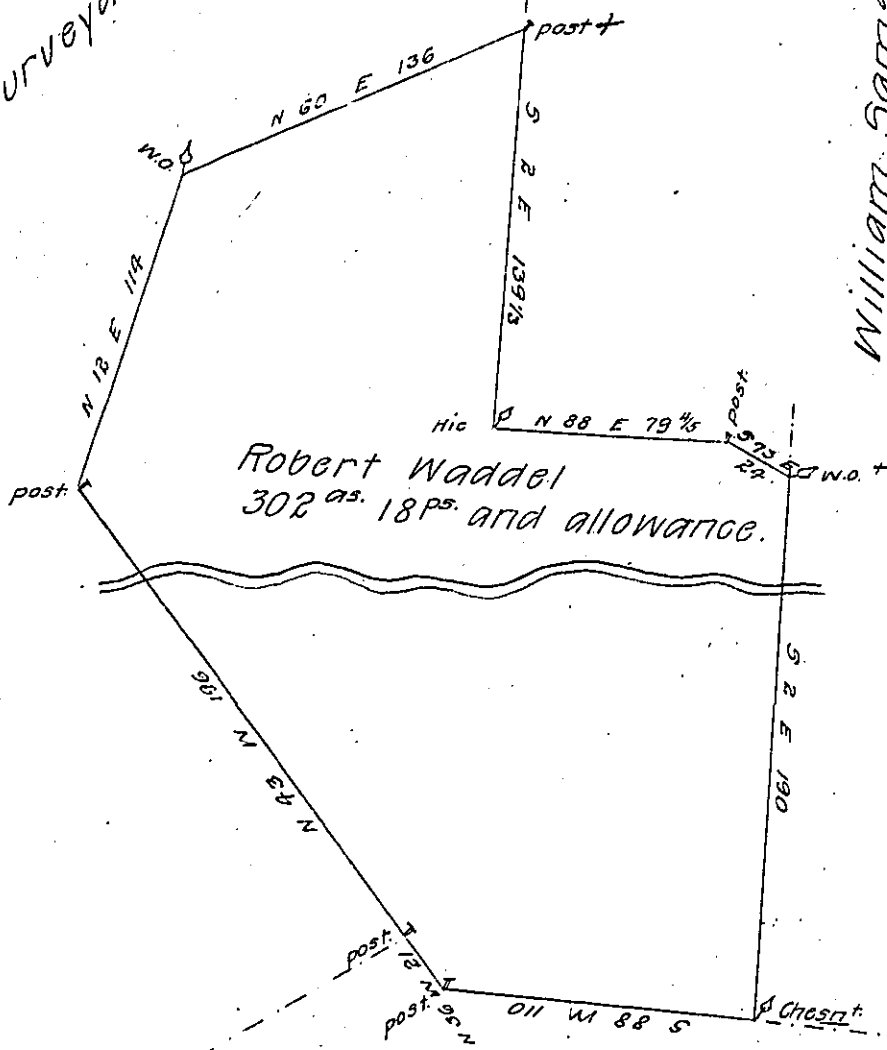 urveyo
post +
N 60 E 136
W.O.
S 2 E 139 1/3
William Sam
N 12 E 114
post.
Hic
N 88 E 79 4/5
S 73 E
22.
W.O. +
post.
Robert Waddel
302 as. 18 Ps. and allowance.
N 43 W 196
S 2 E 190
post.
N 36 W 12
post.
S 88 W 110
Chesnt.